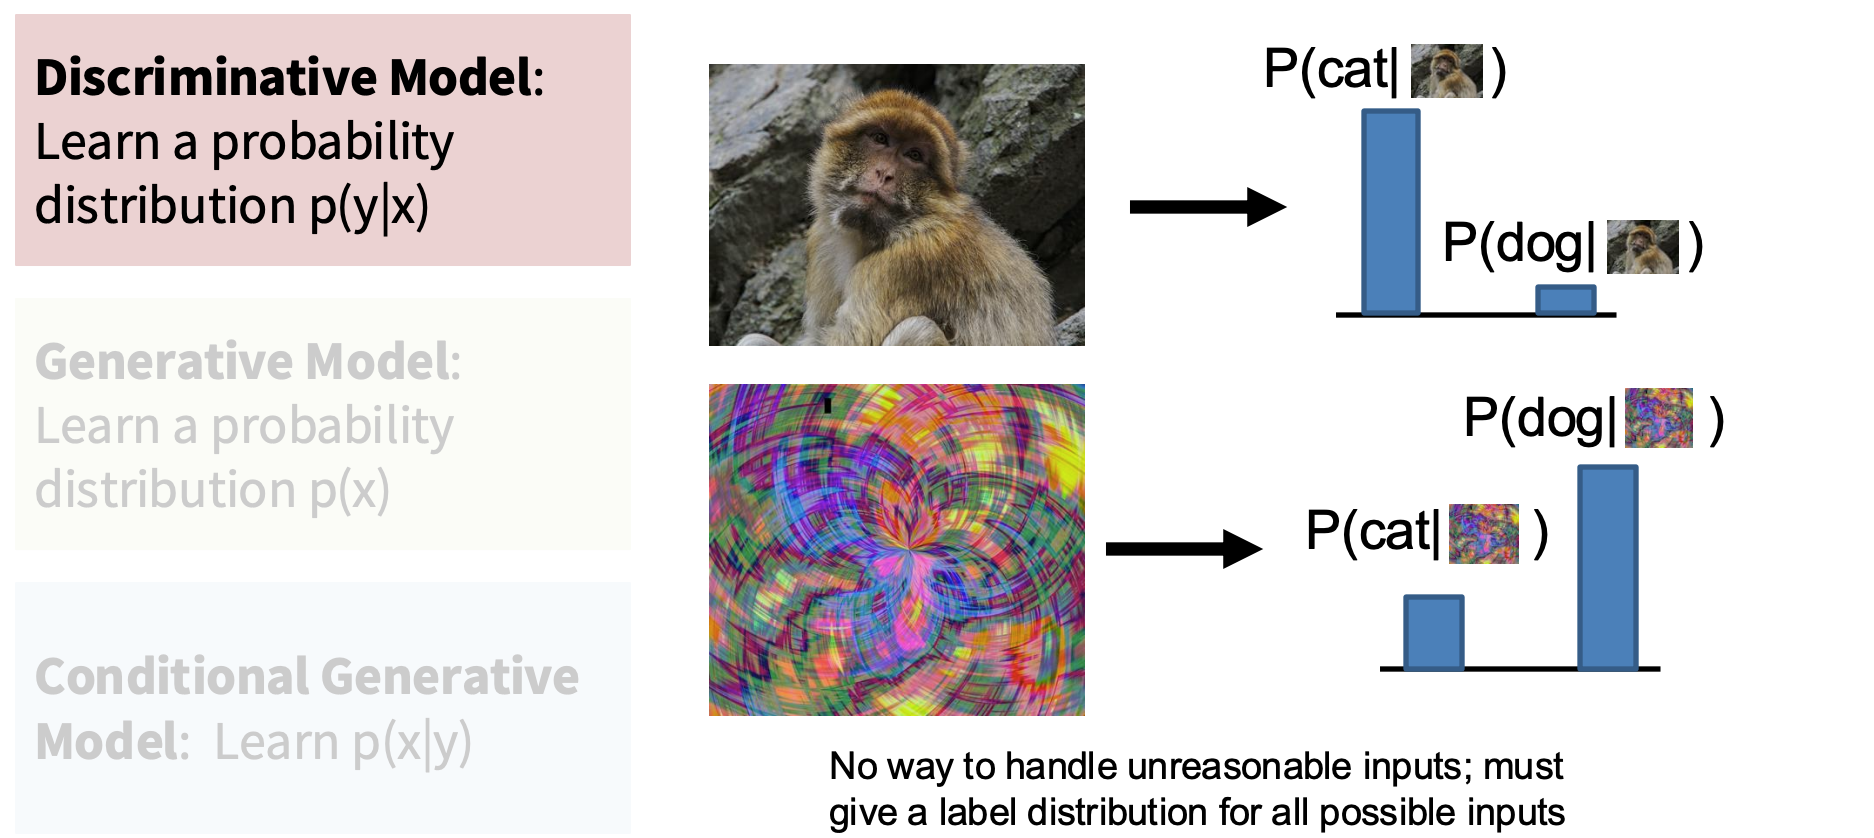 Discriminative Model:
Learn a probability
distribution p(y|x)
Generative Model:
Learn a probability
distribution p(x)
Conditional Generative
Model: Learn p(x|y)
P(cat| )
P(dog| )
P(dog| )
P(cat| )
No way to handle unreasonable inputs; must
give a label distribution for all possible inputs